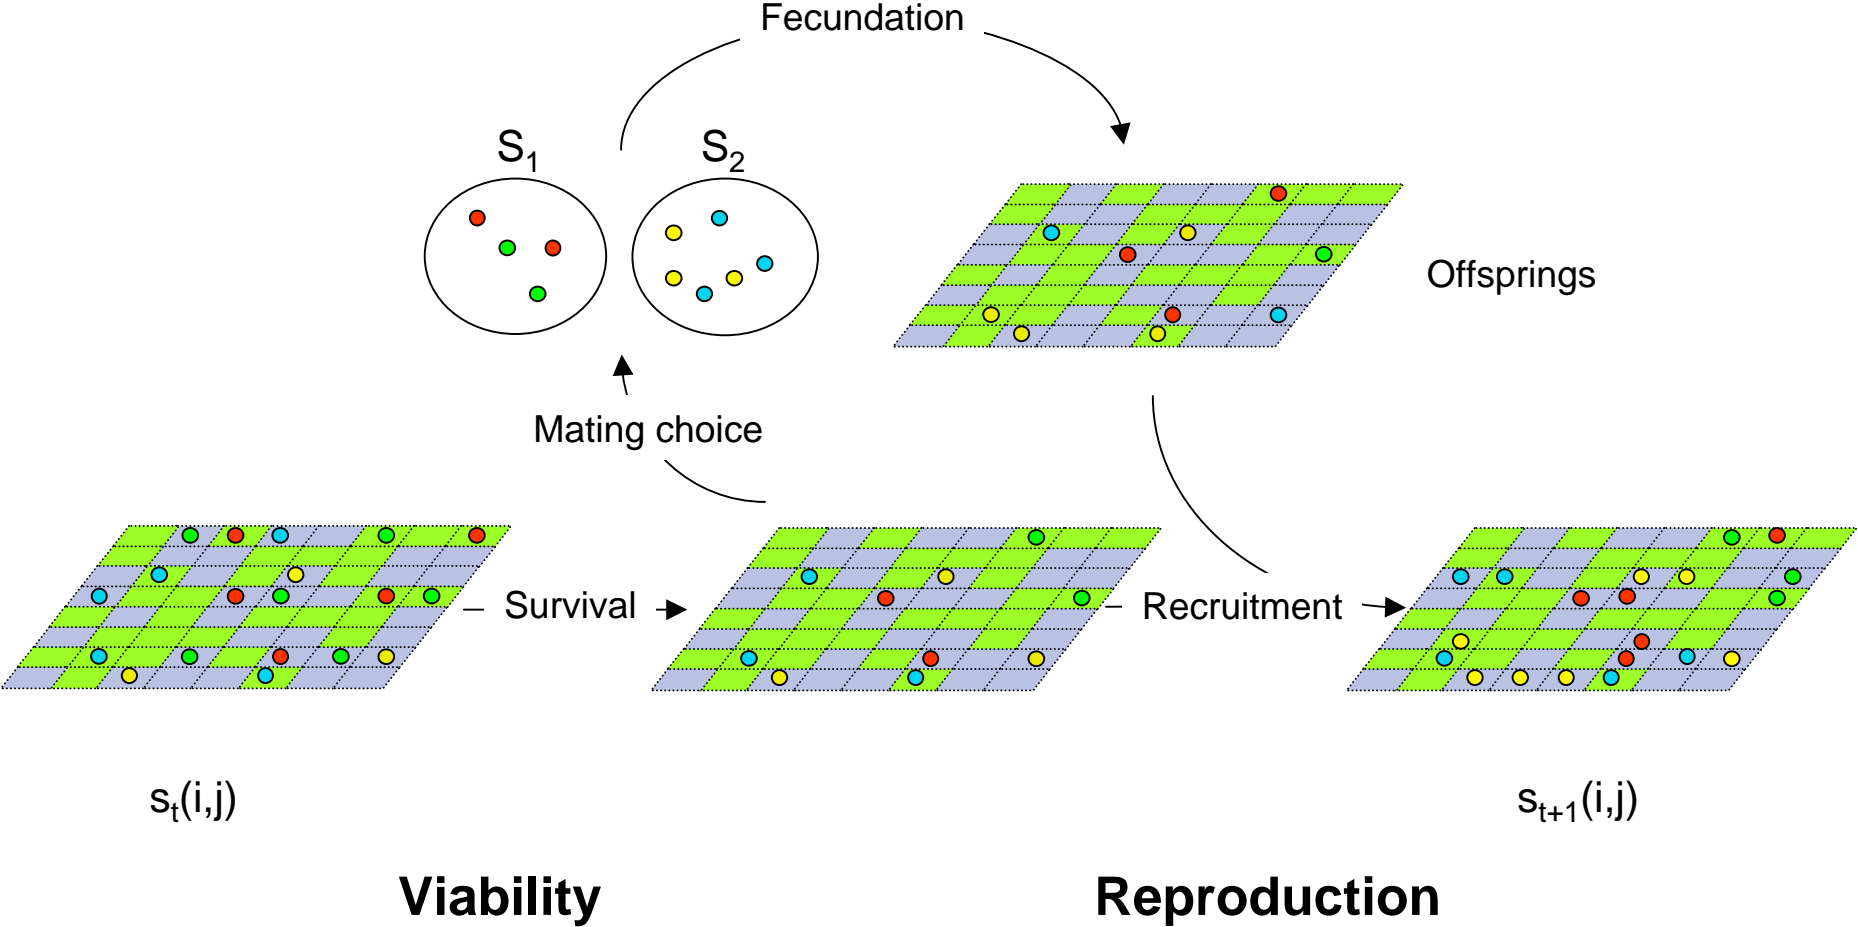 Fecundation
S₁ S₂
Offsprings
Mating choice
Survival
Recruitment
sₜ(i,j)
sₜ₊₁(i,j)
Viability
Reproduction